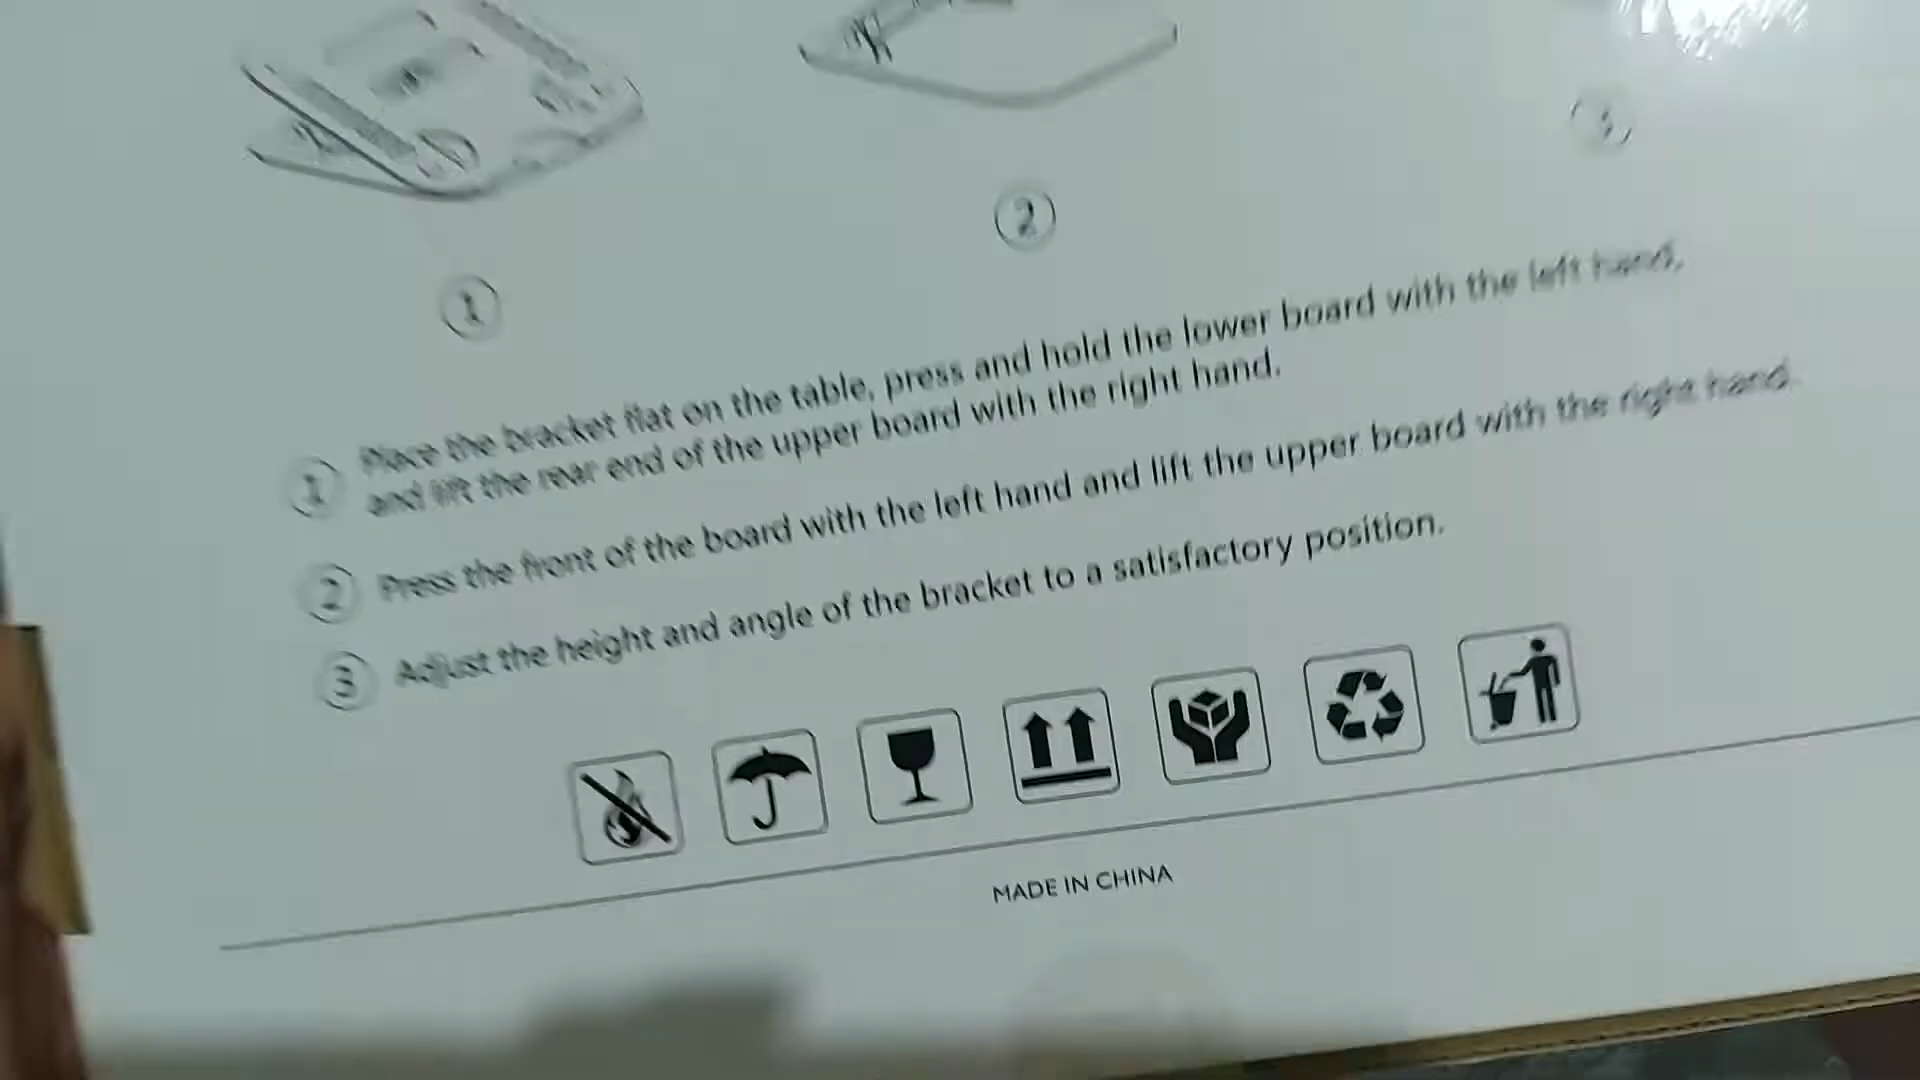 1
2
3
1 Place the bracket flat on the table, press and hold the lower board with the left hand,
and lift the rear end of the upper board with the right hand.
2 Press the front of the board with the left hand and lift the upper board with the right hand.
3 Adjust the height and angle of the bracket to a satisfactory position.
MADE IN CHINA